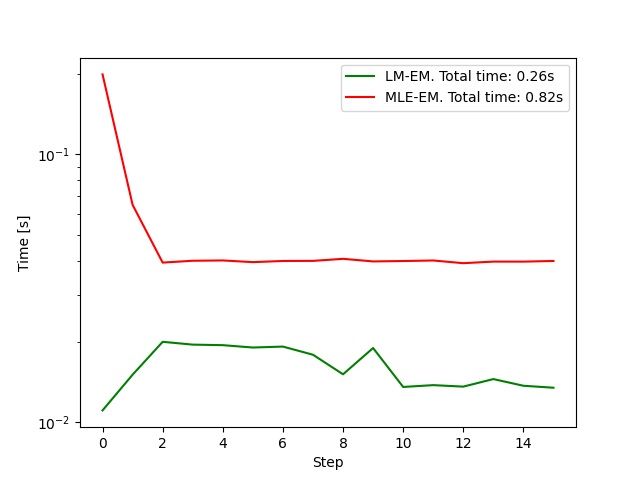 LM-EM. Total time: 0.26s
MLE-EM. Total time: 0.82s
10⁻¹
10⁻²
Time [s]
0 2 4 6 8 10 12 14
Step